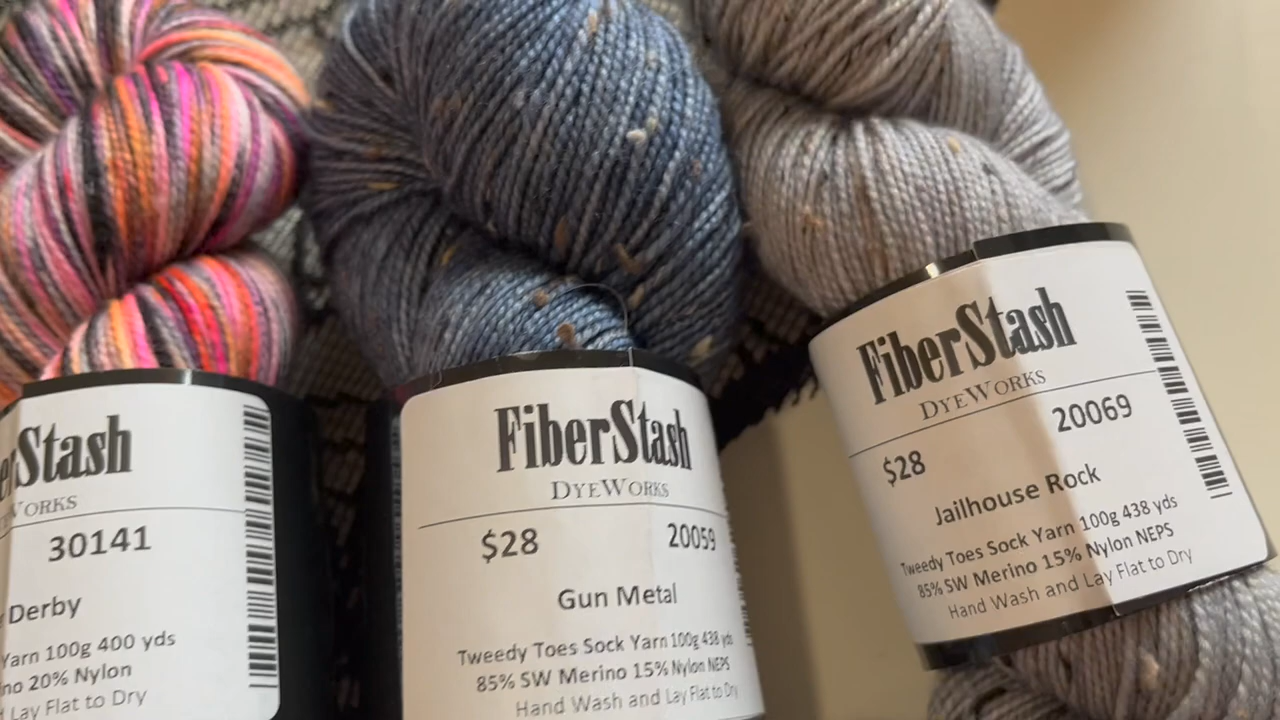 Stash
30141
Derby
Yarn 100g 400 yds
20% Nylon
Lay Flat to Dry
FiberStash
DyeWorks
$28 20059
Gun Metal
Tweedy Toes Sock Yarn 100g 438 yds
85% SW Merino 15% Nylon NEPS
Hand Wash and Lay Flat to Dry
FiberStash
DyeWorks
$28 20069
Jailhouse Rock
Tweedy Toes Sock Yarn 100g 438 yds
85% SW Merino 15% Nylon NEPS
Hand Wash and Lay Flat to Dry